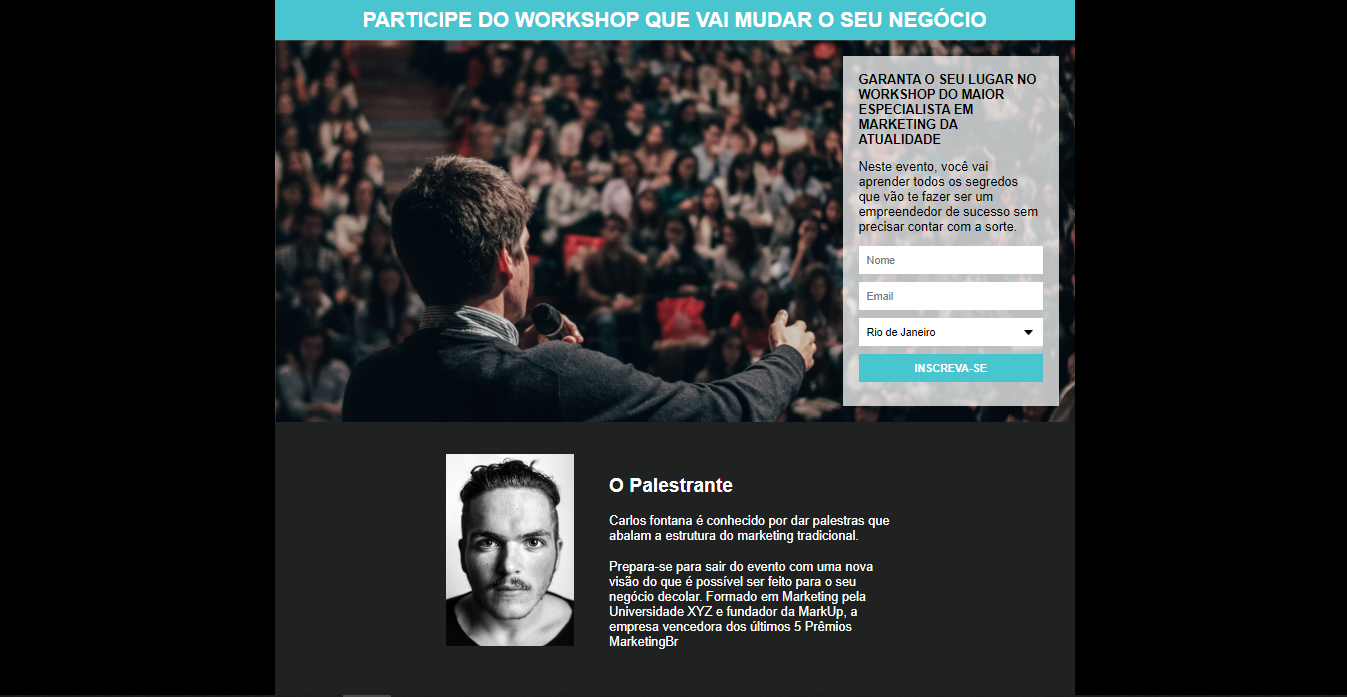 PARTICIPE DO WORKSHOP QUE VAI MUDAR O SEU NEGÓCIO
GARANTA O SEU LUGAR NO
WORKSHOP DO MAIOR
ESPECIALISTA EM
MARKETING DA
ATUALIDADE
Neste evento, você vai
aprender todos os segredos
que vão te fazer ser um
empreendedor de sucesso sem
precisar contar com a sorte.
Nome
Email
Rio de Janeiro
INSCREVA-SE
O Palestrante
Carlos fontana é conhecido por dar palestras que
abalam a estrutura do marketing tradicional.
Prepara-se para sair do evento com uma nova
visão do que é possível ser feito para o seu
negócio decolar. Formado em Marketing pela
Universidade XYZ e fundador da MarkUp, a
empresa vencedora dos últimos 5 Prêmios
MarketingBr